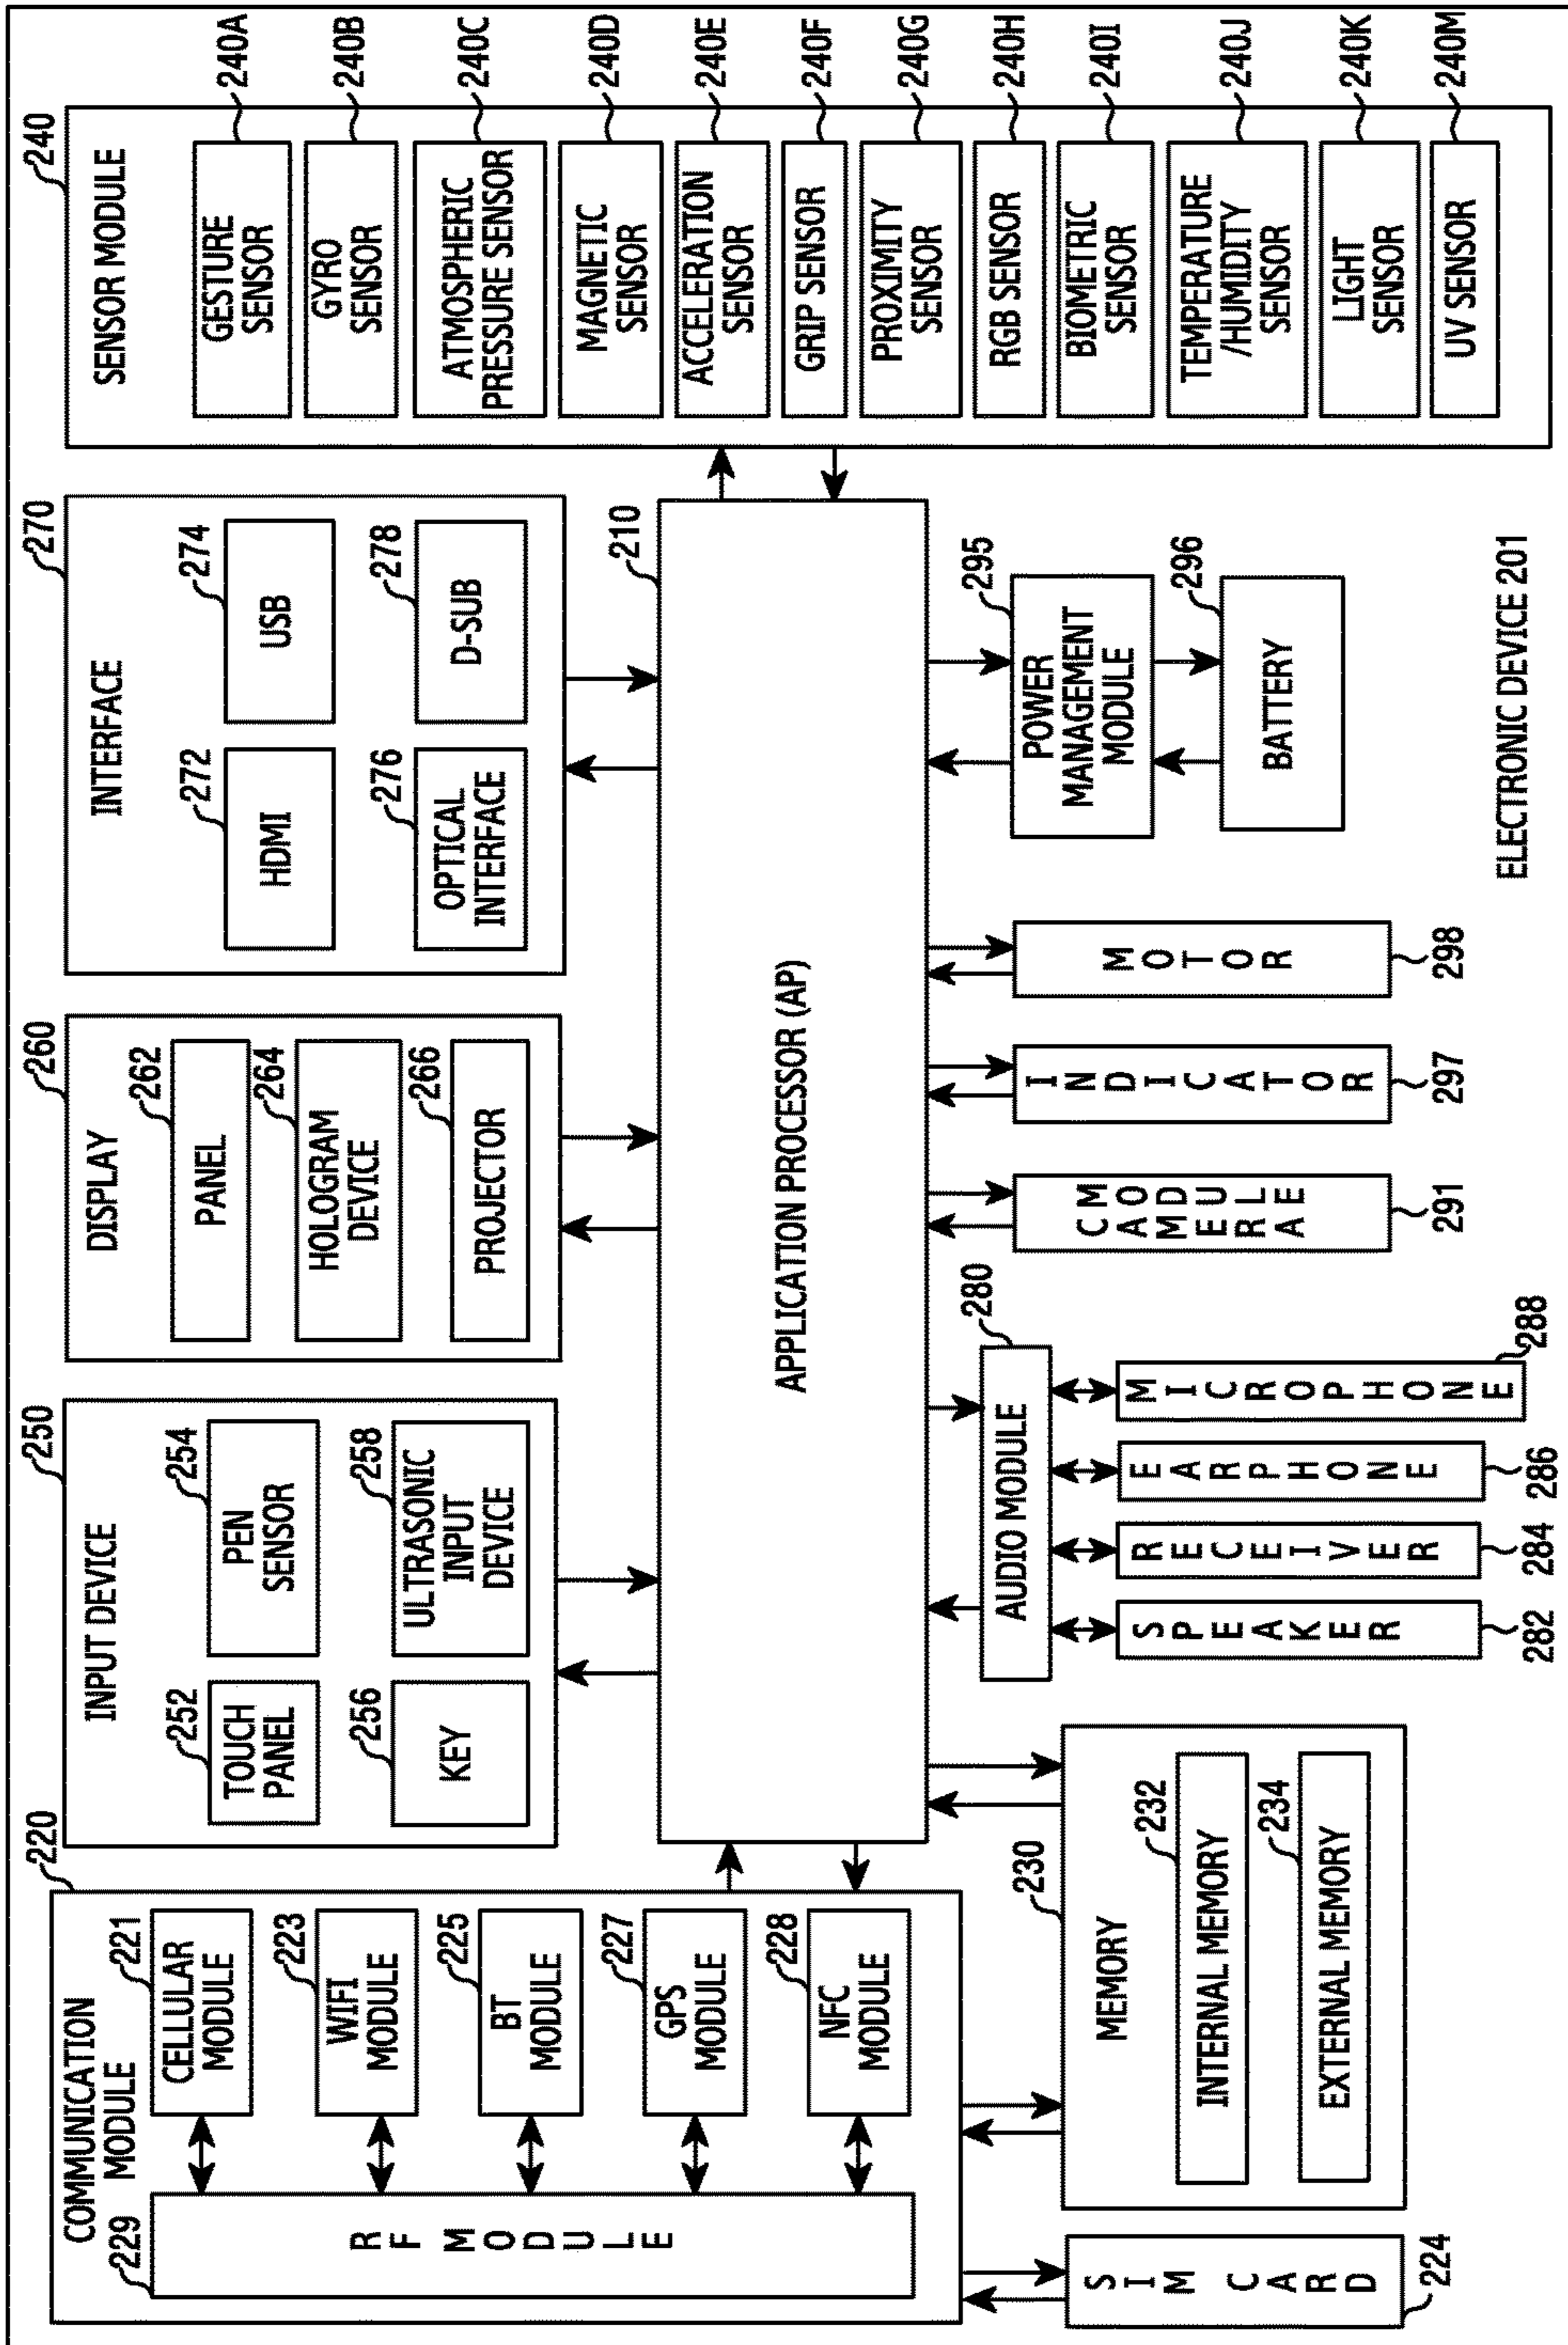 COMMUNICATION
MODULE
220
229
RF MODULE
221
CELLULAR
MODULE
223
WIFI
MODULE
225
BT
MODULE
227
GPS
MODULE
228
NFC
MODULE
SIM CARD
224
230
MEMORY
232
INTERNAL MEMORY
234
EXTERNAL MEMORY
250
INPUT DEVICE
252
TOUCH
PANEL
254
PEN
SENSOR
256
KEY
258
ULTRASONIC
INPUT
DEVICE
260
DISPLAY
262
PANEL
264
HOLOGRAM
DEVICE
266
PROJECTOR
270
INTERFACE
272
HDMI
274
USB
276
OPTICAL
INTERFACE
278
D-SUB
210
APPLICATION PROCESSOR (AP)
280
AUDIO MODULE
SPEAKER
282
RECEIVER
284
EARPHONE
286
MICROPHONE
288
CAMERA
MODULE
291
INDICATOR
297
MOTOR
298
295
POWER
MANAGEMENT
MODULE
296
BATTERY
240
SENSOR MODULE
GESTURE
SENSOR
240A
GYRO
SENSOR
240B
ATMOSPHERIC
PRESSURE SENSOR
240C
MAGNETIC
SENSOR
240D
ACCELERATION
SENSOR
240E
GRIP SENSOR
240F
PROXIMITY
SENSOR
240G
RGB SENSOR
240H
BIOMETRIC
SENSOR
240I
TEMPERATURE
/HUMIDITY
SENSOR
240J
LIGHT
SENSOR
240K
UV SENSOR
240M
ELECTRONIC DEVICE 201